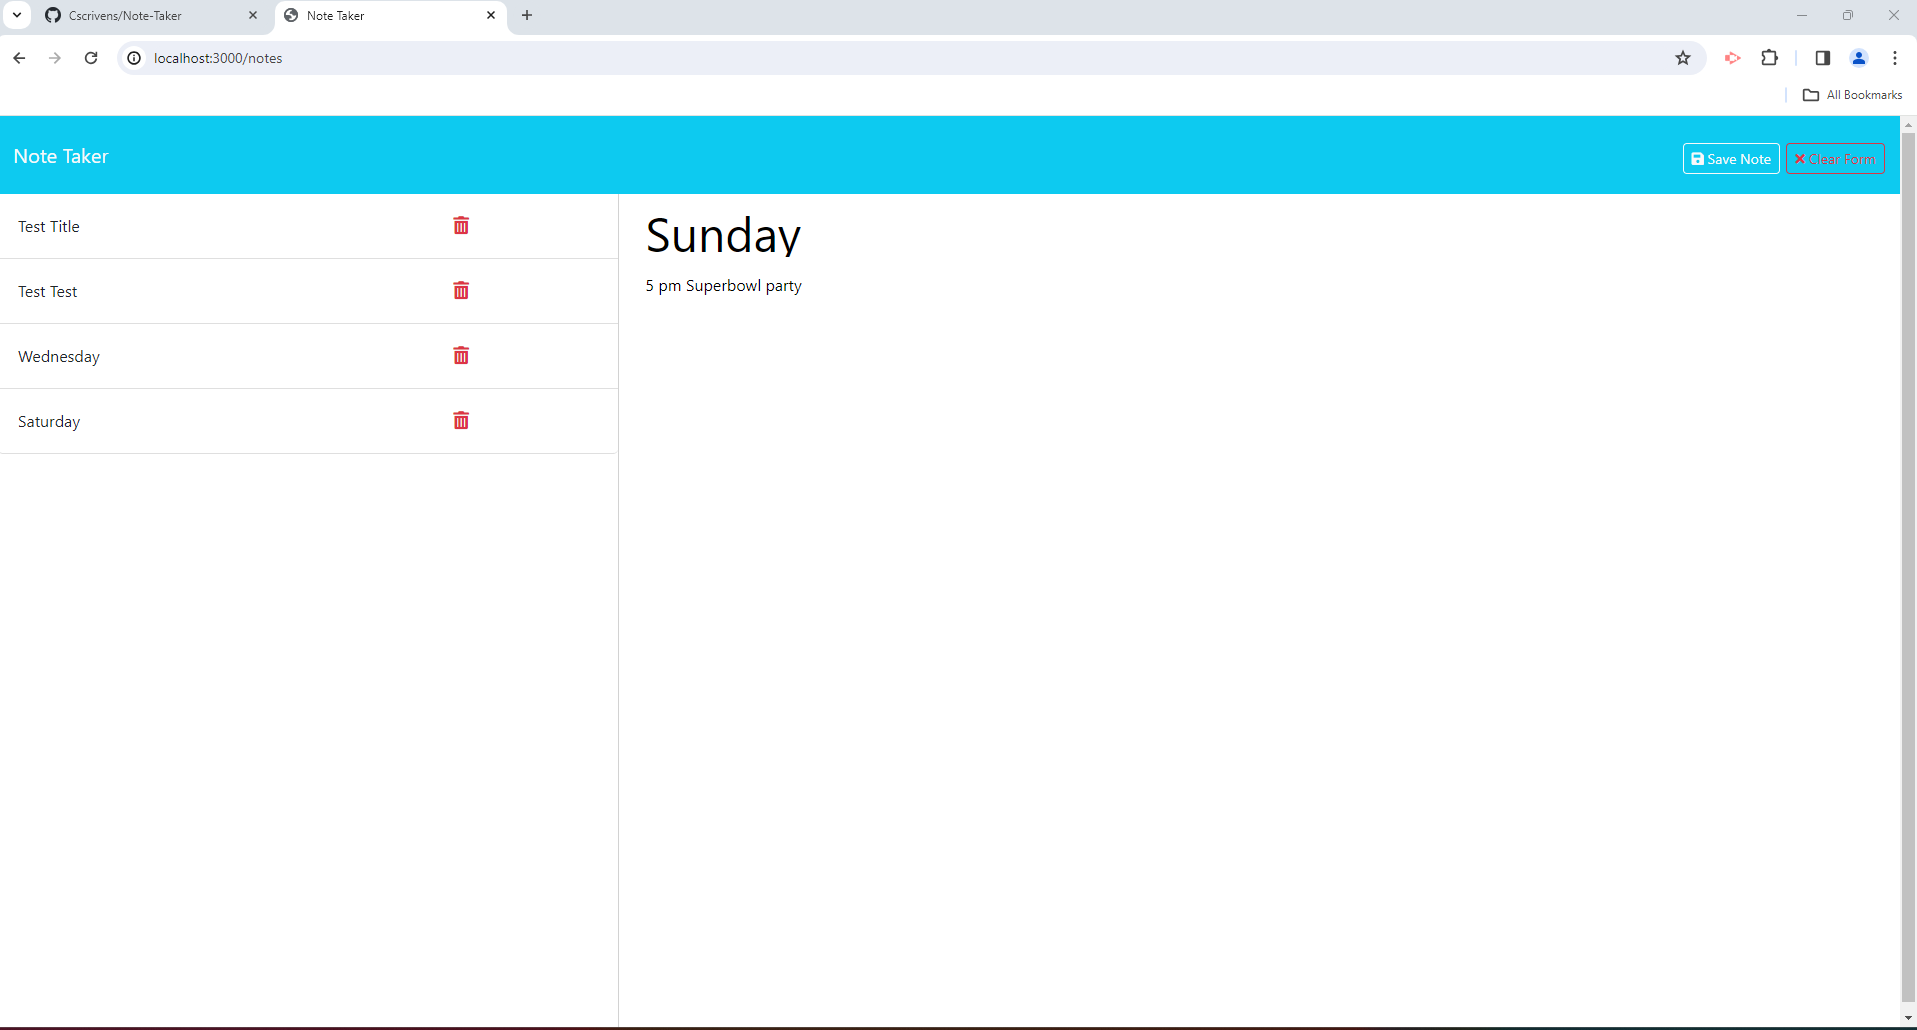 Cscrivens/Note-Taker
Note Taker
localhost:3000/notes
All Bookmarks
Note Taker
Save Note
Clear Form
Test Title
Test Test
Wednesday
Saturday
Sunday
5 pm Superbowl party